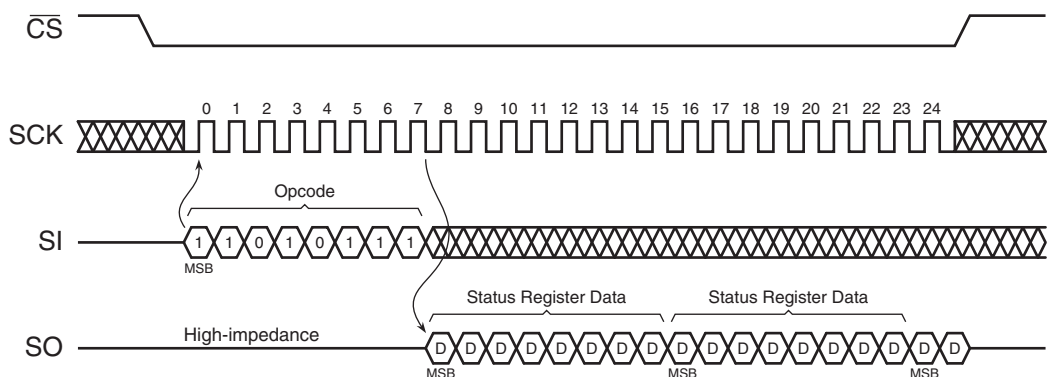 CS
0 1 2 3 4 5 6 7 8 9 10 11 12 13 14 15 16 17 18 19 20 21 22 23 24
SCK
Opcode
SI
1 1 0 1 0 1 1 1
MSB
Status Register Data Status Register Data
High-impedance
SO
D D D D D D D D D D D D D D D D D D
MSB MSB MSB